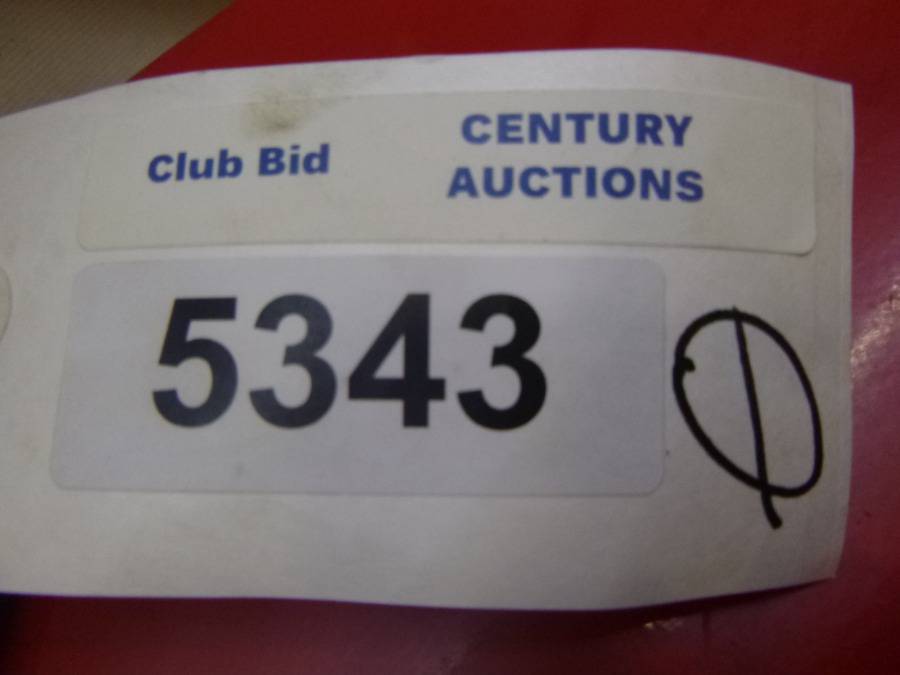 Club Bid
CENTURY
AUCTIONS
5343